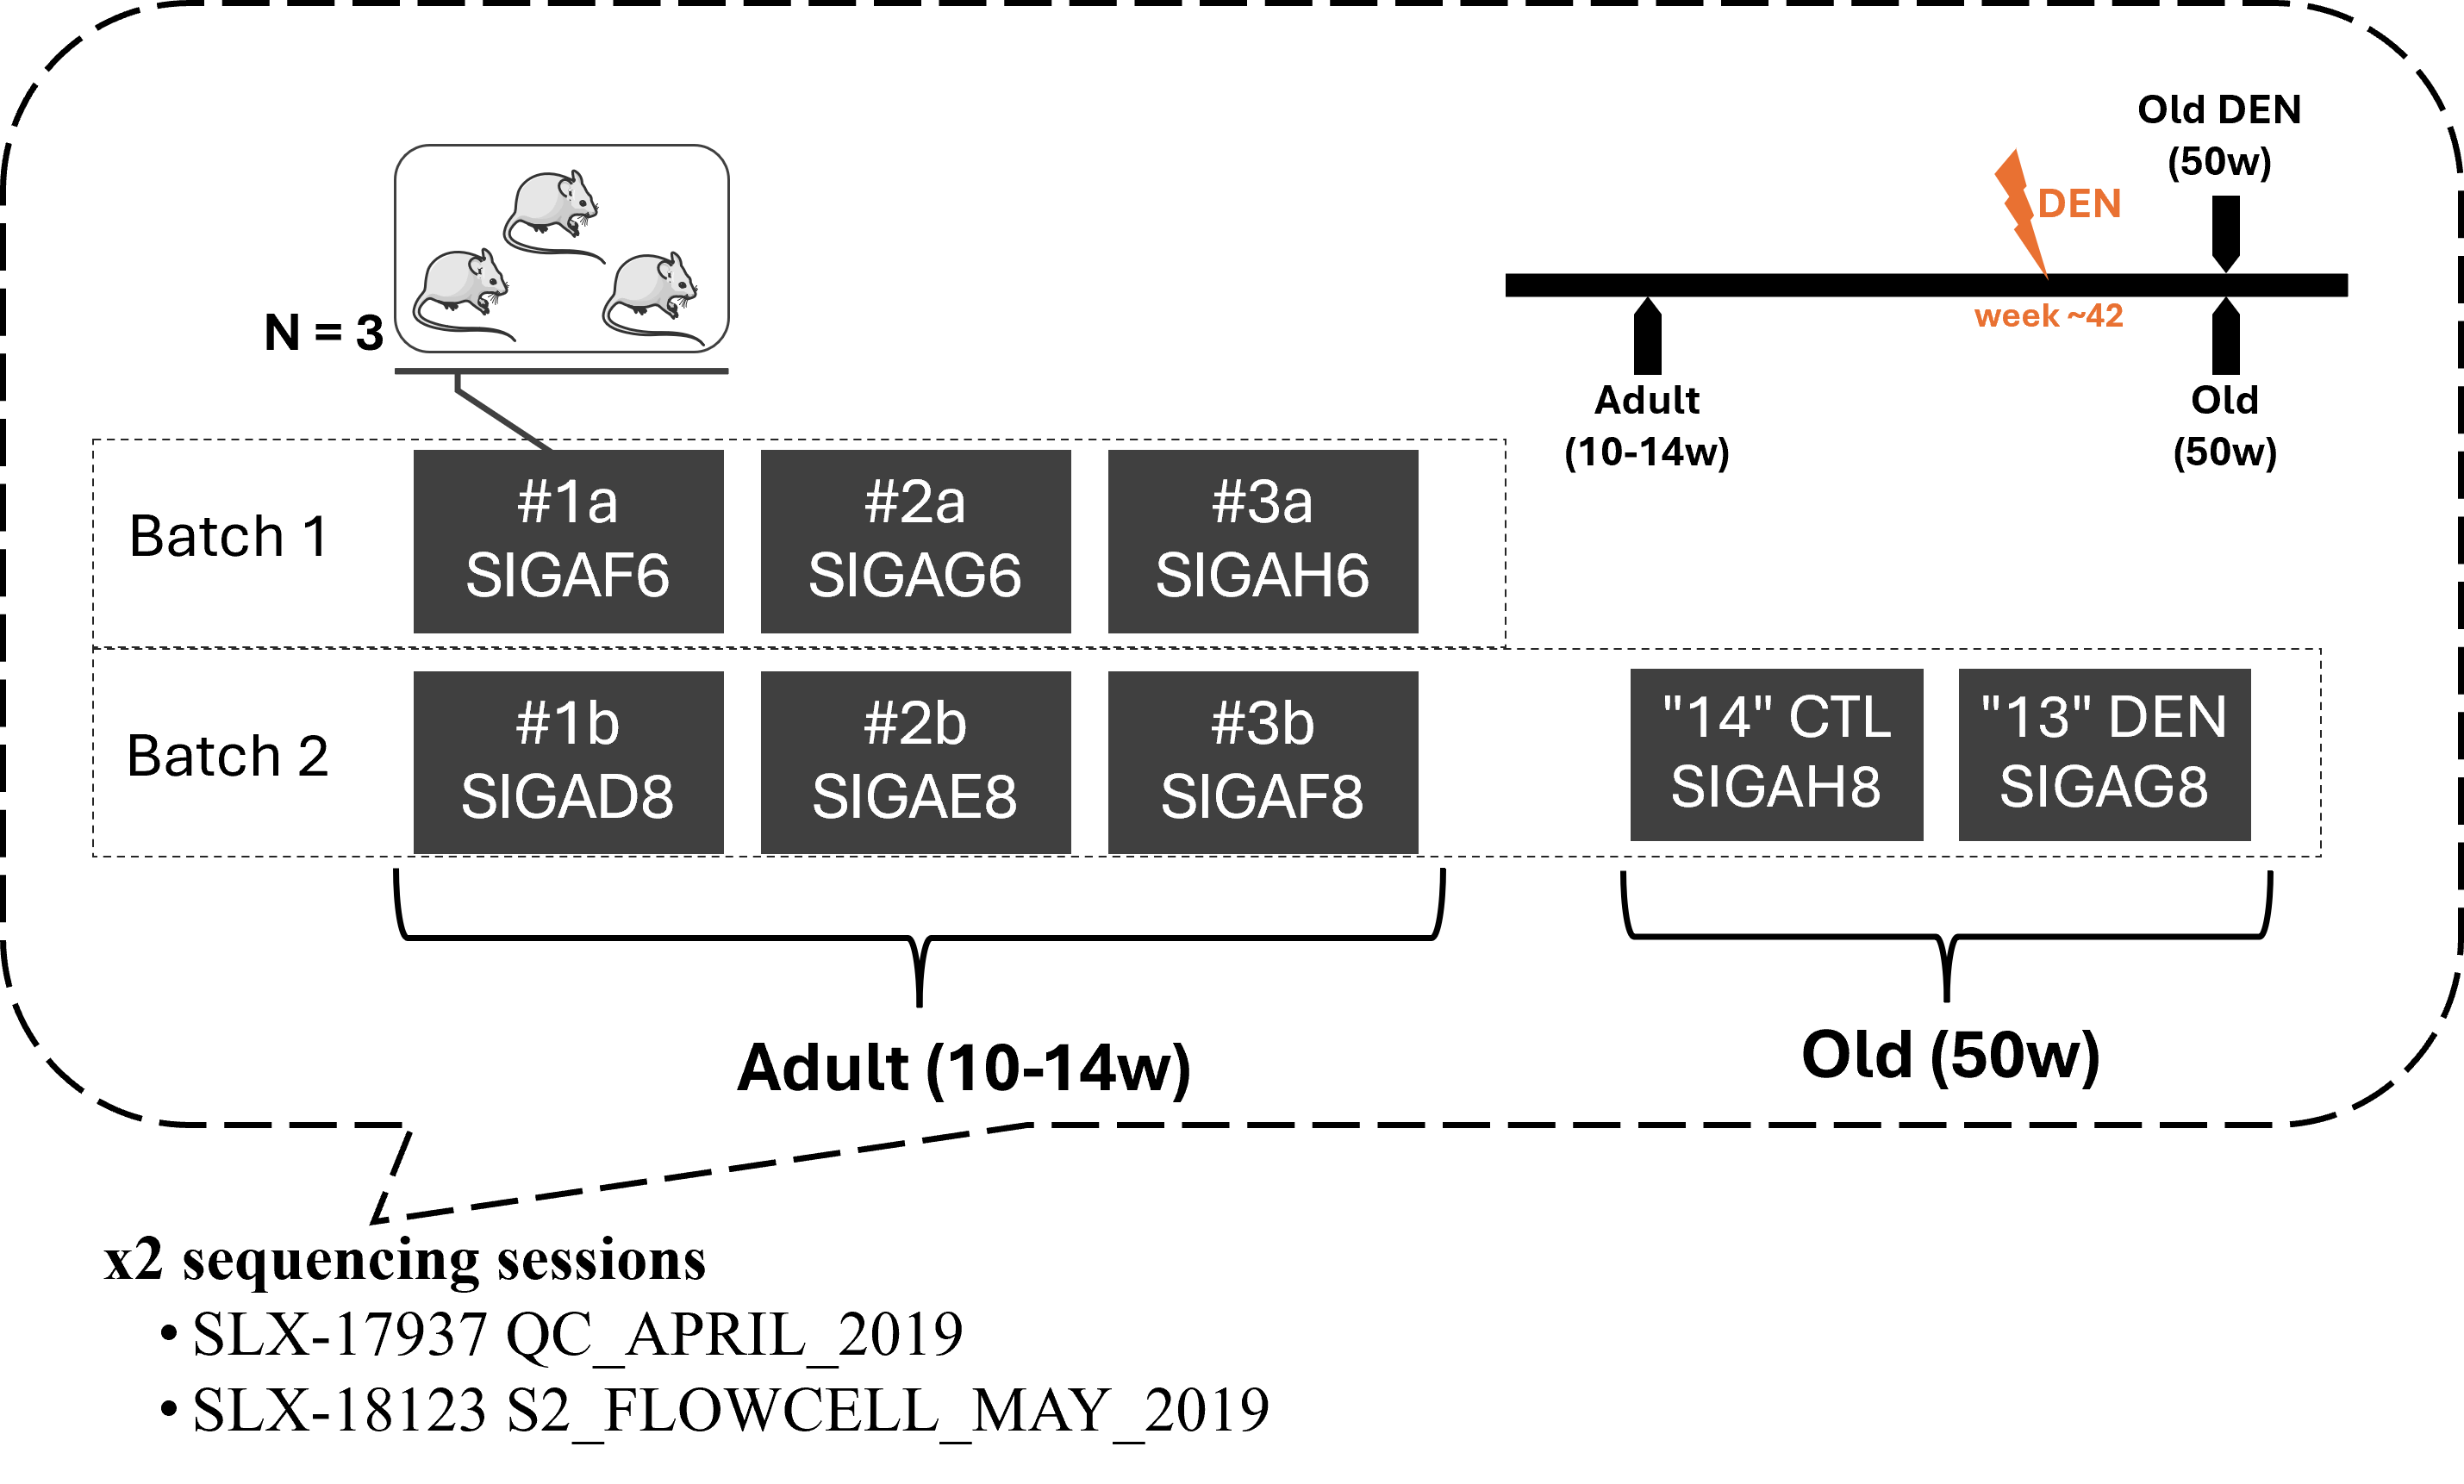 Old DEN
(50w)
DEN
week ~42
N = 3
Adult
(10-14w)
Old
(50w)
Batch 1
#1a
SIGAF6
#2a
SIGAG6
#3a
SIGAH6
Batch 2
#1b
SIGAD8
#2b
SIGAE8
#3b
SIGAF8
"14" CTL
SIGAH8
"13" DEN
SIGAG8
Adult (10-14w)
Old (50w)
x2 sequencing sessions
• SLX-17937 QC_APRIL_2019
• SLX-18123 S2_FLOWCELL_MAY_2019